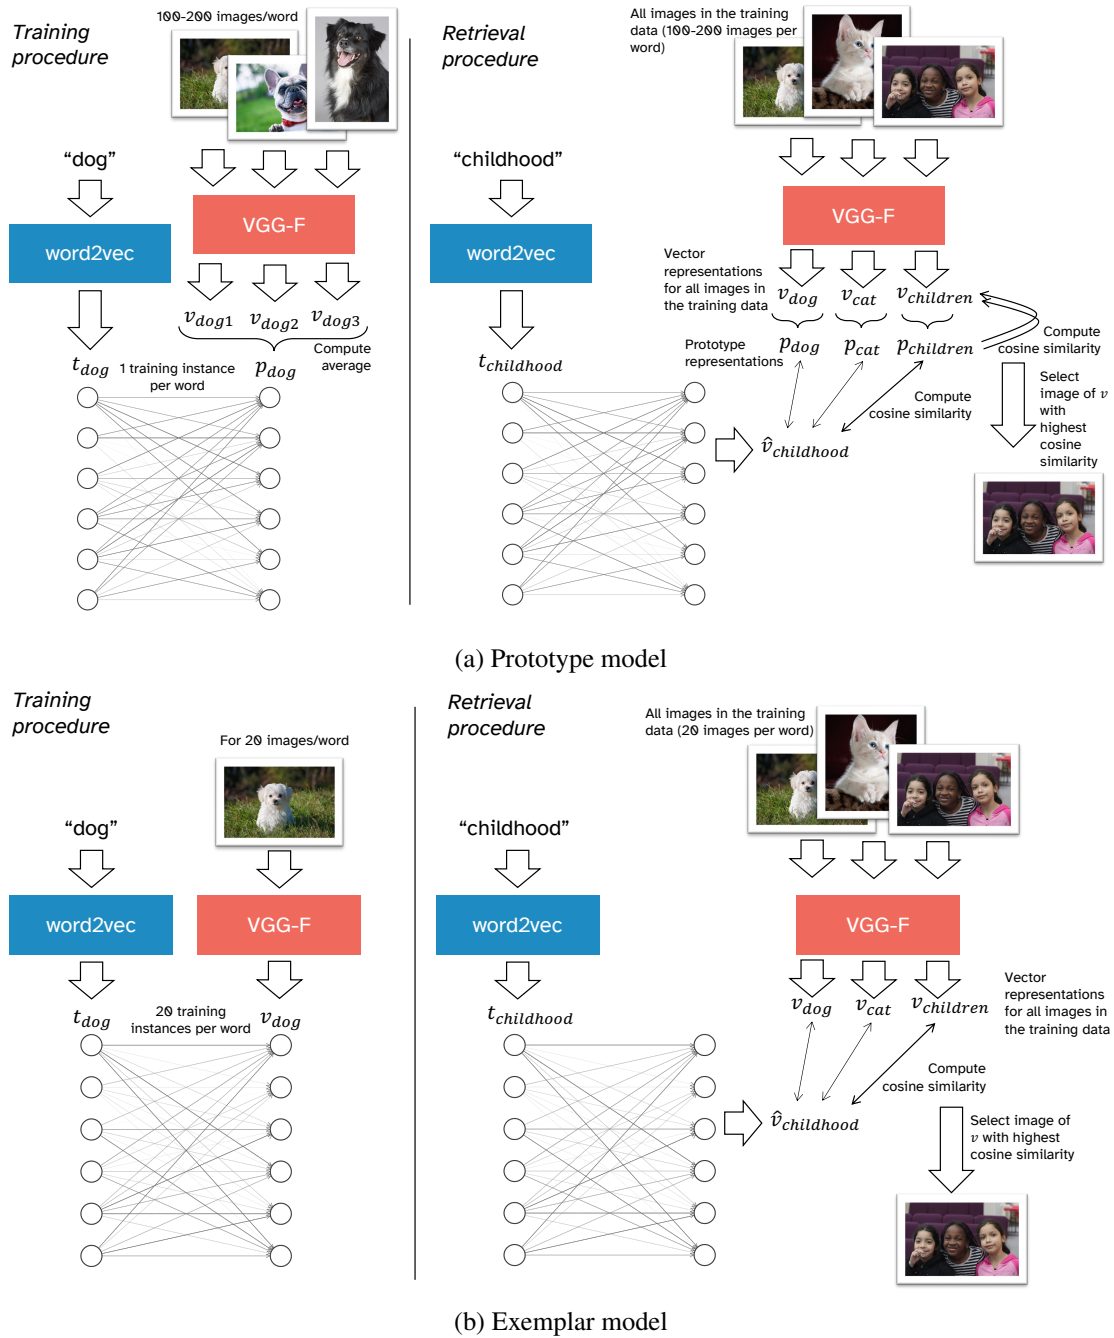 Training
procedure
100-200 images/word
"dog"
word2vec
VGG-F
v_dog1 v_dog2 v_dog3
Compute
average
t_dog
1 training instance
per word
p_dog
Retrieval
procedure
All images in the training
data (100-200 images per
word)
"childhood"
word2vec
VGG-F
Vector
representations
for all images in
the training data
v_dog v_cat v_children
Prototype
representations
p_dog p_cat p_children
Compute
cosine similarity
t_childhood
Compute
cosine similarity
v̂_childhood
Select
image of v
with
highest
cosine
similarity
(a) Prototype model
Training
procedure
For 20 images/word
"dog"
word2vec
VGG-F
t_dog
20 training
instances per word
v_dog
Retrieval
procedure
All images in the training
data (20 images per word)
"childhood"
word2vec
VGG-F
t_childhood
v_dog v_cat v_children
Vector
representations
for all images in
the training data
Compute
cosine similarity
v̂_childhood
Select image of
v with highest
cosine similarity
(b) Exemplar model